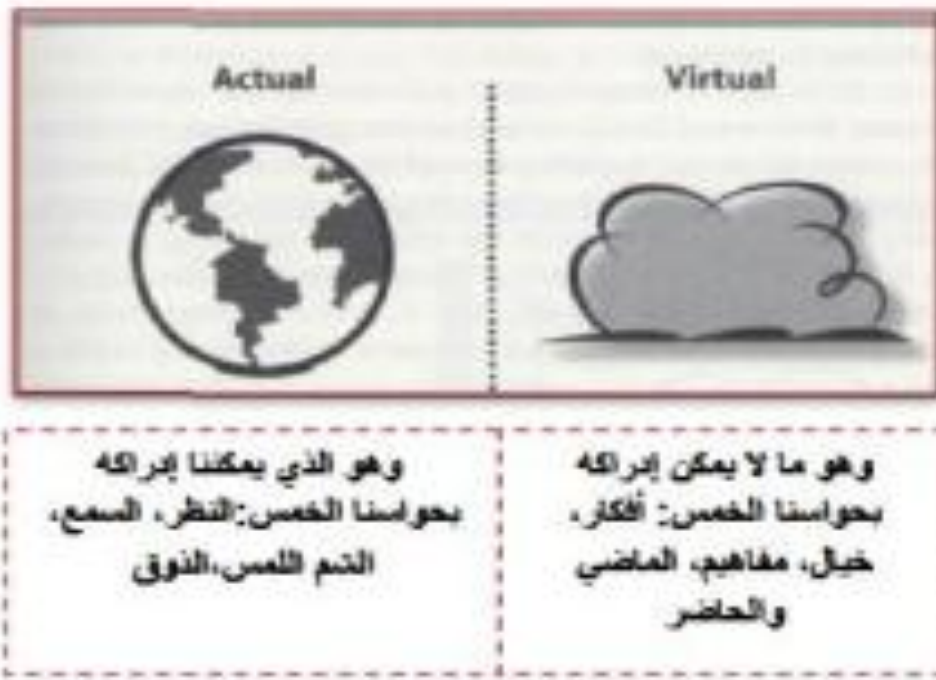 Actual
Virtual
وهو الذي يمكننا إدراكه
بحواسنا الخمس:النظر، السمع،
الشم اللمس،الذوق
وهو ما لا يمكن إدراكه
بحواسنا الخمس: أفكار،
خيال، مفاهيم، الماضي
والحاضر